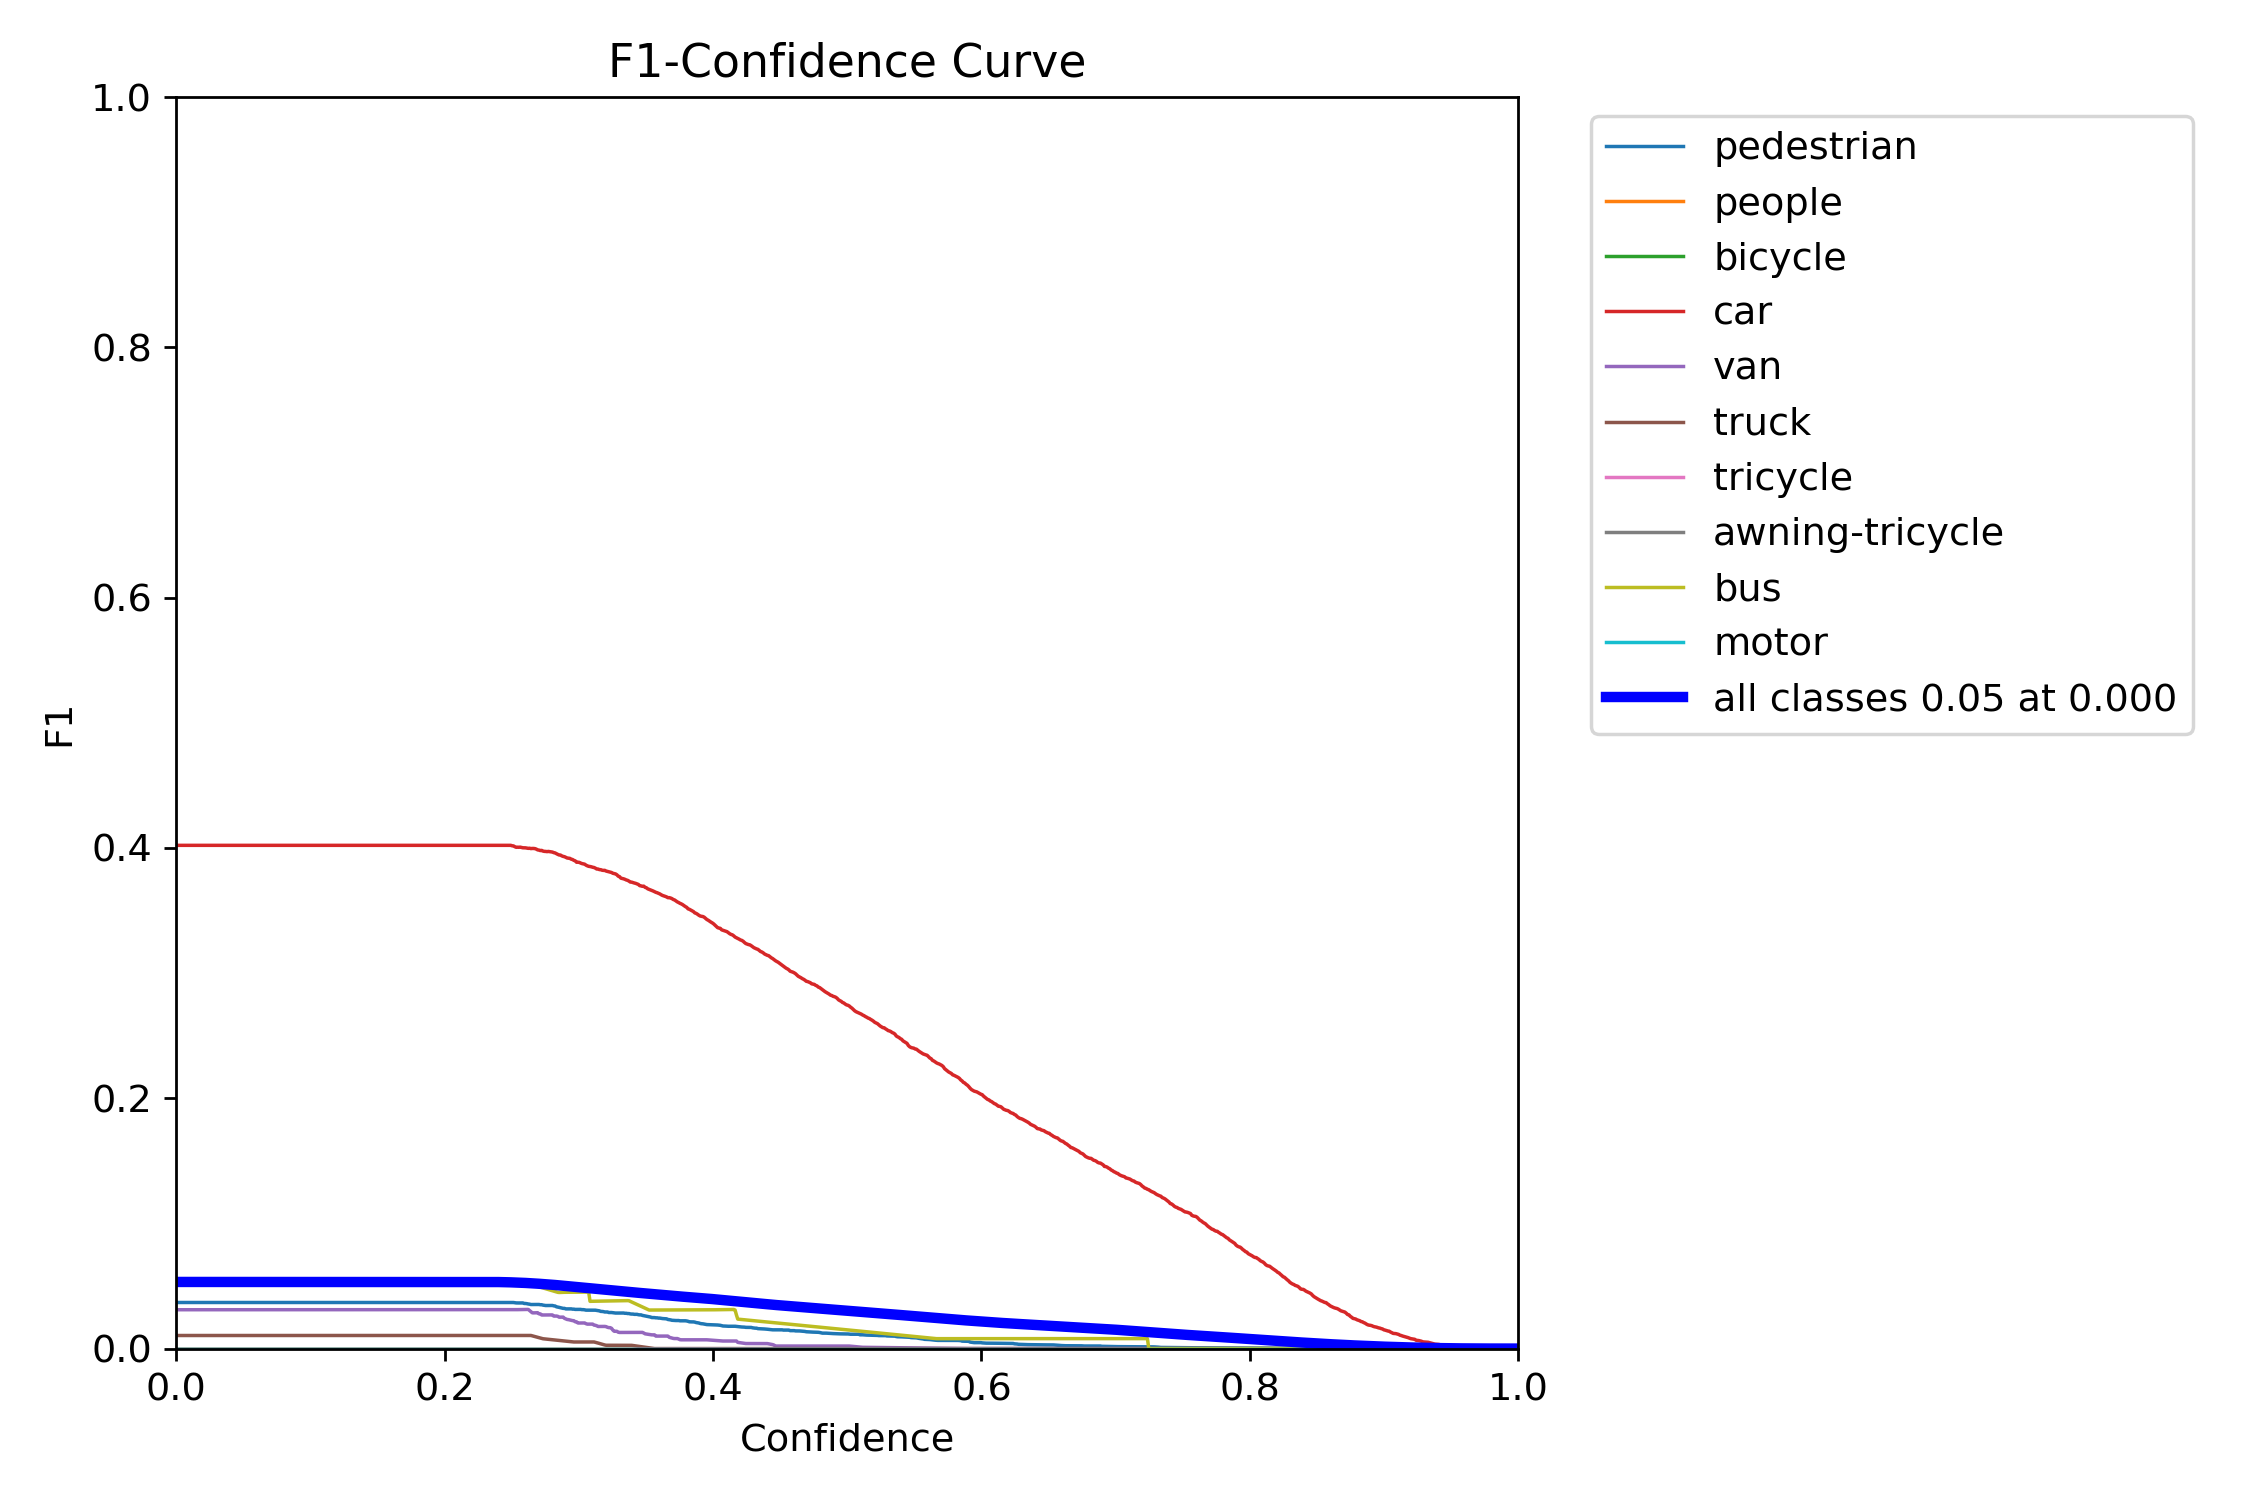 F1-Confidence Curve
1.0
0.8
0.6
0.4
0.2
0.0
F1
0.0 0.2 0.4 0.6 0.8 1.0
Confidence
pedestrian
people
bicycle
car
van
truck
tricycle
awning-tricycle
bus
motor
all classes 0.05 at 0.000